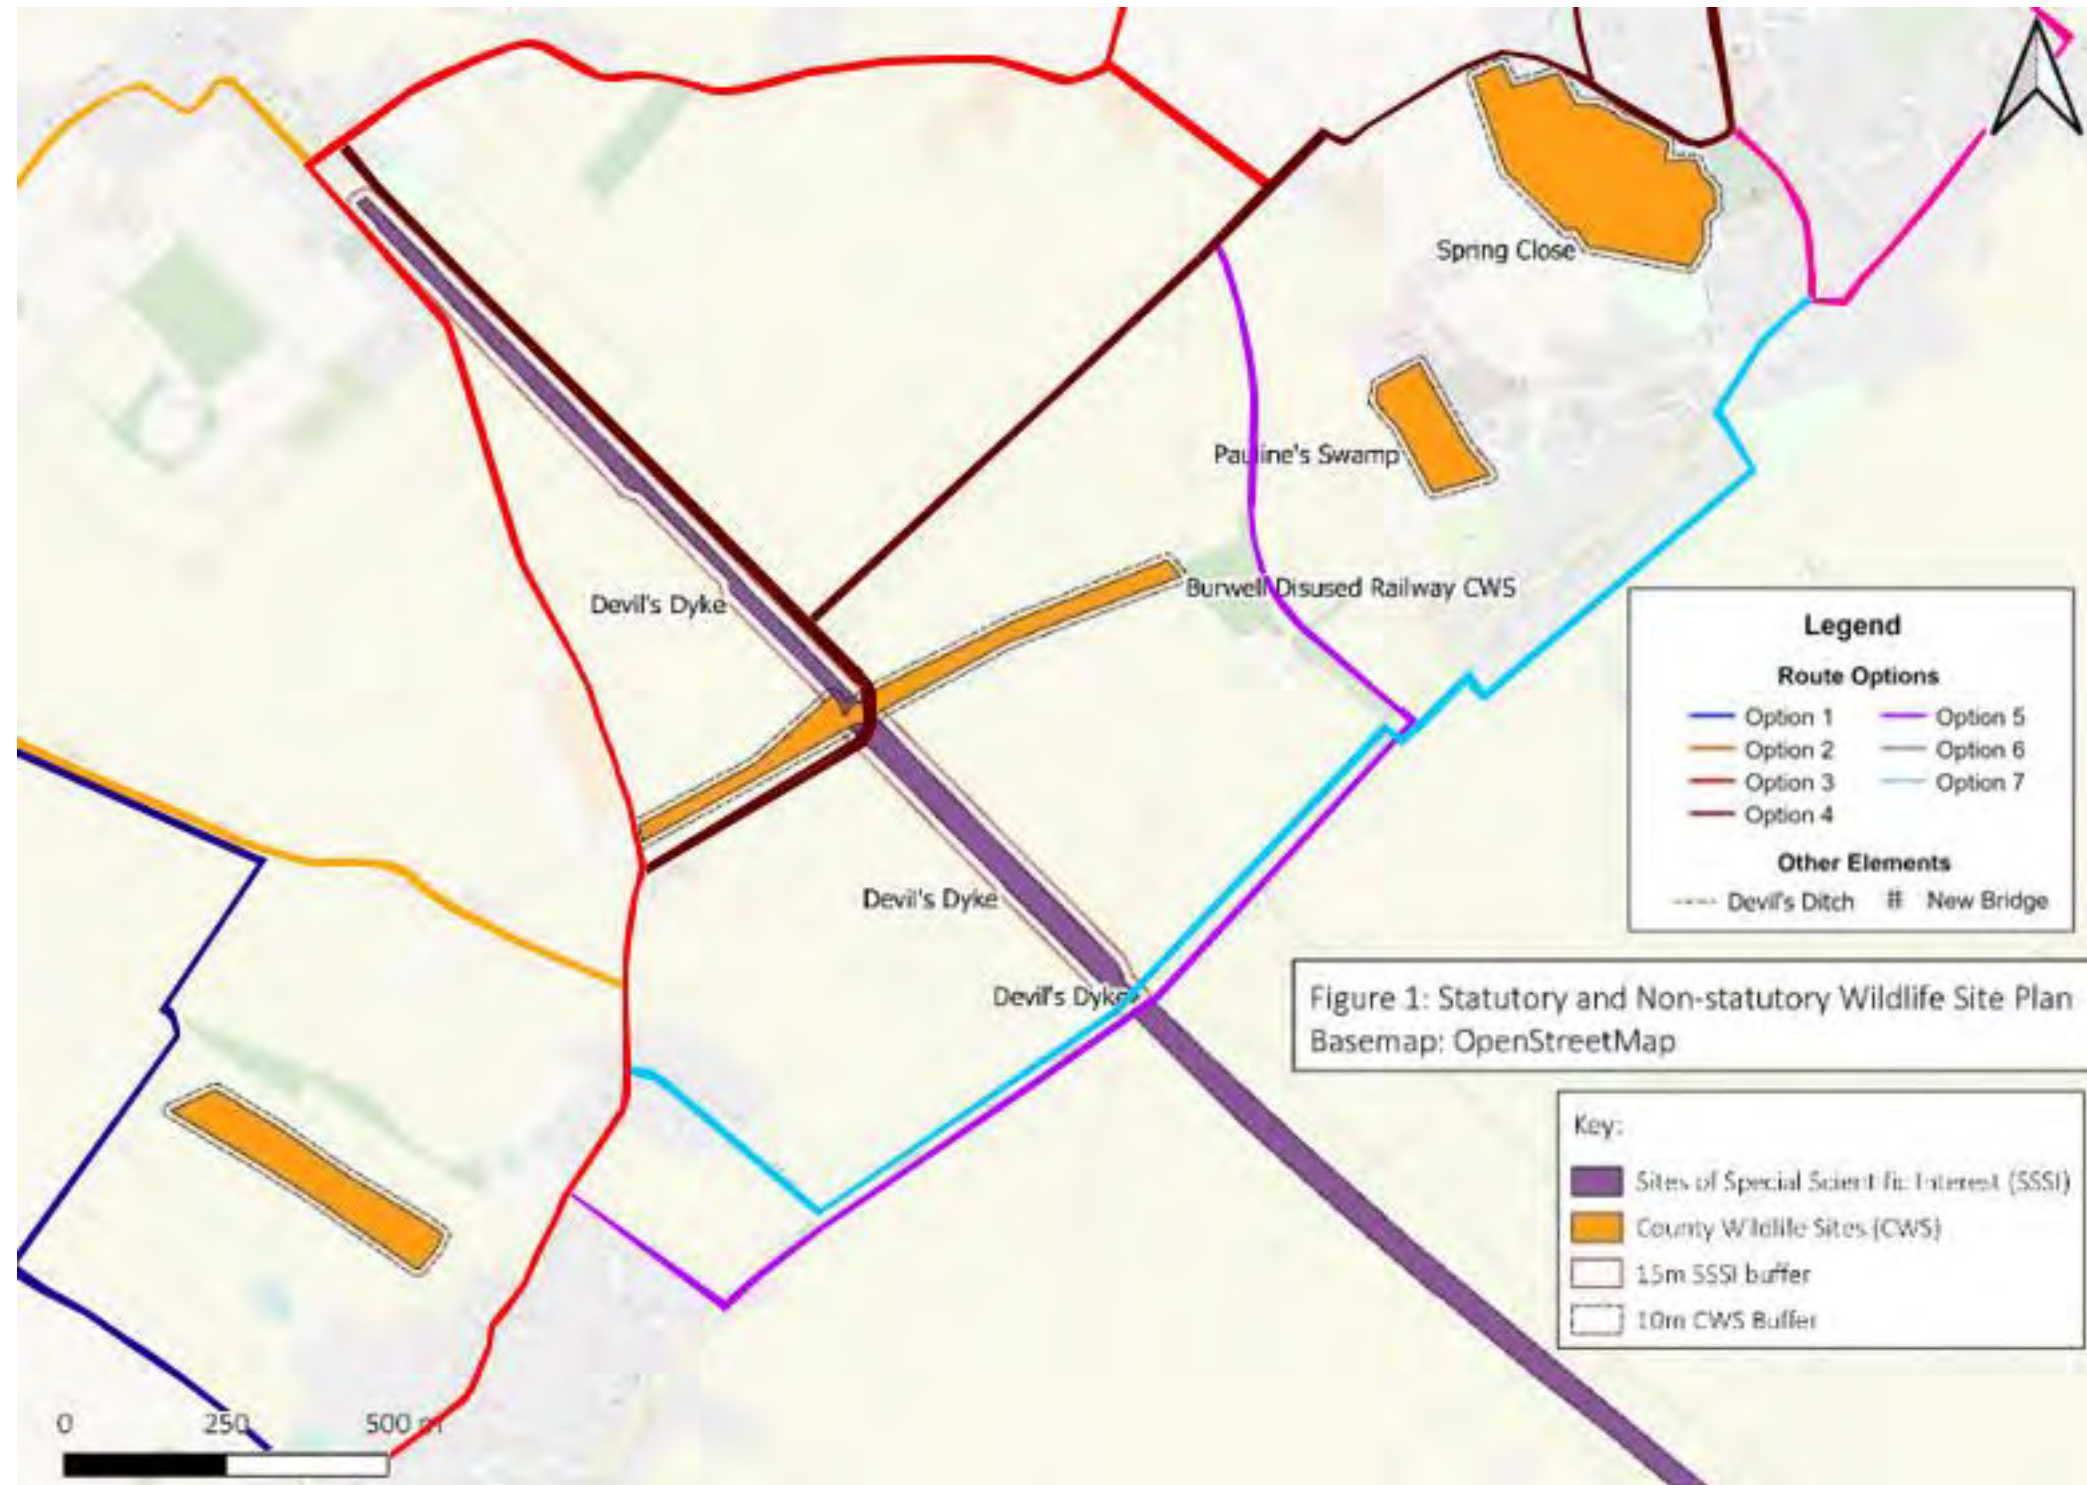 Spring Close
Pauline's Swamp
Burwell Disused Railway CWS
Devil's Dyke
Devil's Dyke
Devil's Dyke
Legend
Route Options
Option 1
Option 5
Option 2
Option 6
Option 3
Option 7
Option 4
Other Elements
Devil's Ditch
# New Bridge
Figure 1: Statutory and Non-statutory Wildlife Site Plan
Basemap: OpenStreetMap
Key:
Sites of Special Scientific Interest (SSSI)
County Wildlife Sites (CWS)
15m SSSI buffer
10m CWS Buffer
0 250 500 m